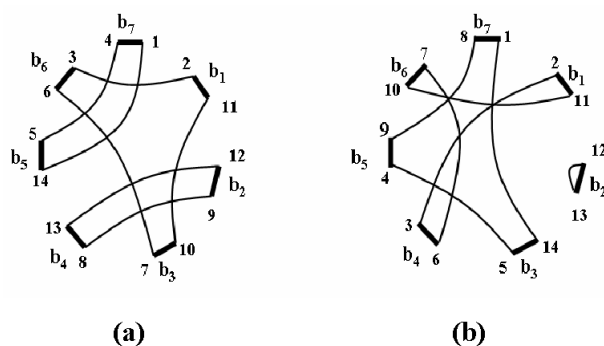 b₇ b₇
4 1 8 1
b₆ 3 7 2
2 b₆ b₁
6 b₁ 10 11
11
5 9
12 12
b₅ b₅ 4
14 b₂ b₂
9 13
13 3
b₄ 8 10 b₄ 6 14
7 b₃ 5 b₃
(a) (b)